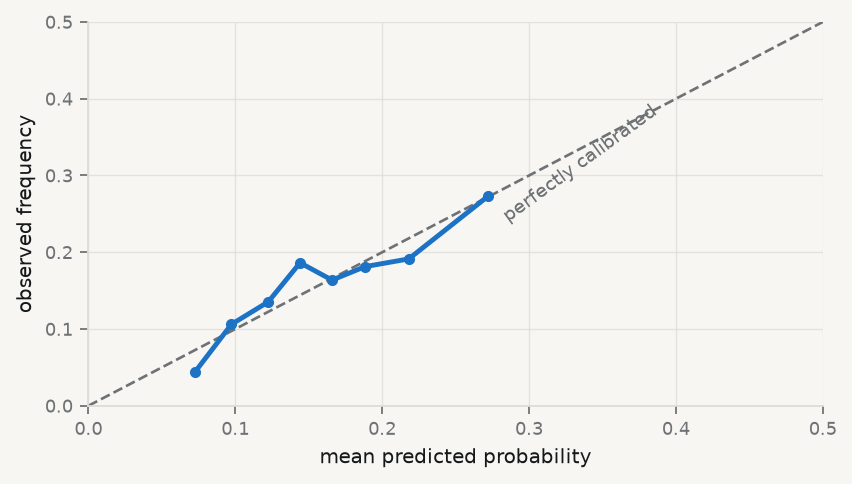 0.5
0.4
0.3
0.2
0.1
0.0
observed frequency
perfectly calibrated
0.0 0.1 0.2 0.3 0.4 0.5
mean predicted probability